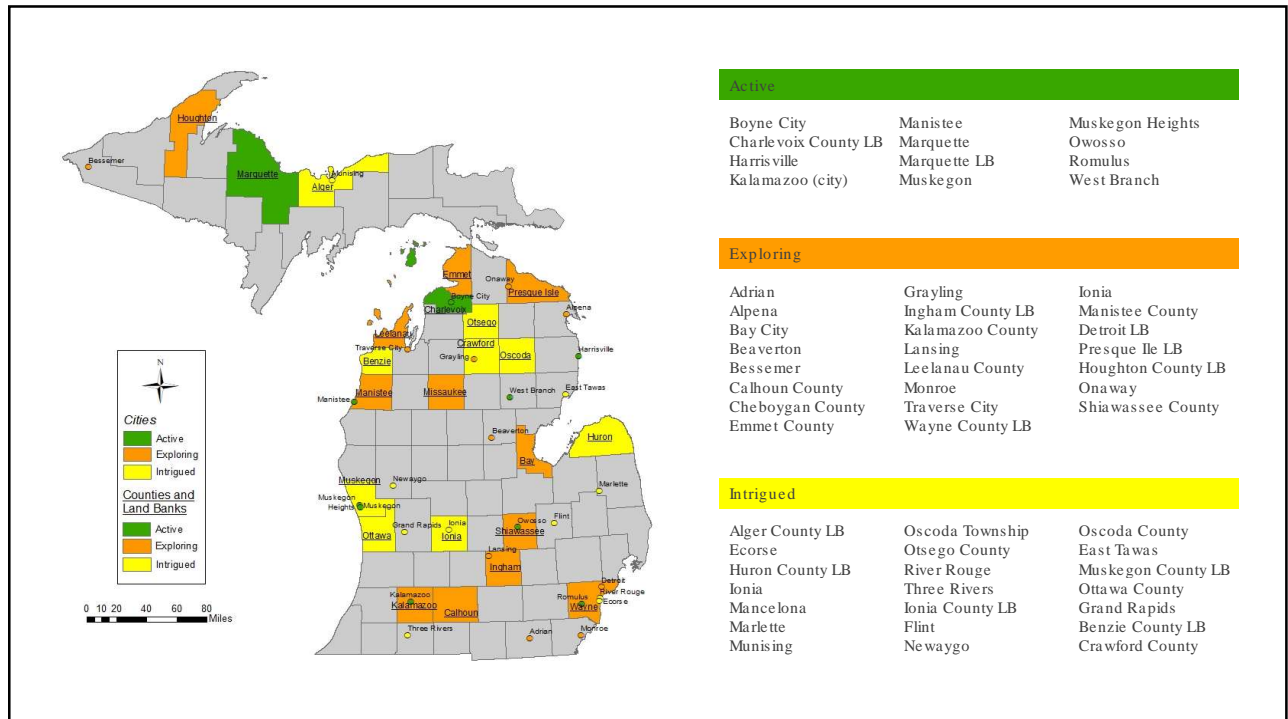 Houghton
Bessemer
Marquette
Munising
Alger
Emmet
Onaway
Presque Isle
Boyne City
Charlevoix
Alpena
Otsego
Leelanau
Traverse City
Crawford
Grayling
Oscoda
Harrisville
Benzie
Manistee
Manistee
Missaukee
West Branch
East Tawas
Beaverton
Huron
Bay
Muskegon
Newaygo
Marlette
Muskegon
Heights
Muskegon
Grand Rapids
Ionia
Owosso
Flint
Ottawa
Ionia
Shiawassee
Lansing
Ingham
Detroit
River Rouge
Kalamazoo
Kalamazoo
Calhoun
Romulus
Wayne
Ecorse
Three Rivers
Adrian
Monroe
N
Cities
Active
Exploring
Intrigued
Counties and
Land Banks
Active
Exploring
Intrigued
0 10 20 40 60 80
Miles
Active
Boyne City Manistee Muskegon Heights
Charlevoix County LB Marquette Owosso
Harrisville Marquette LB Romulus
Kalamazoo (city) Muskegon West Branch
Exploring
Adrian Grayling Ionia
Alpena Ingham County LB Manistee County
Bay City Kalamazoo County Detroit LB
Beaverton Lansing Presque Ile LB
Bessemer Leelanau County Houghton County LB
Calhoun County Monroe Onaway
Cheboygan County Traverse City Shiawassee County
Emmet County Wayne County LB
Intrigued
Alger County LB Oscoda Township Oscoda County
Ecorse Otsego County East Tawas
Huron County LB River Rouge Muskegon County LB
Ionia Three Rivers Ottawa County
Mancelona Ionia County LB Grand Rapids
Marlette Flint Benzie County LB
Munising Newaygo Crawford County